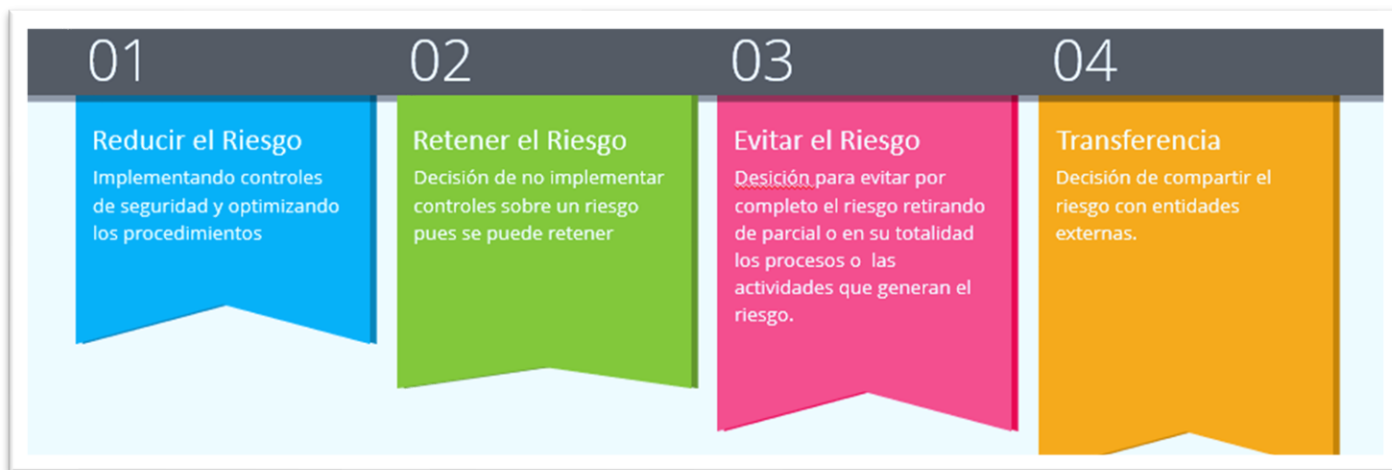 01
Reducir el Riesgo
Implementando controles
de seguridad y optimizando
los procedimientos
02
Retener el Riesgo
Decisión de no implementar
controles sobre un riesgo
pues se puede retener
03
Evitar el Riesgo
Desición para evitar por
completo el riesgo retirando
de parcial o en su totalidad
los procesos o  las
actividades que generan el
riesgo.
04
Transferencia
Decisión de compartir el
riesgo con entidades
externas.